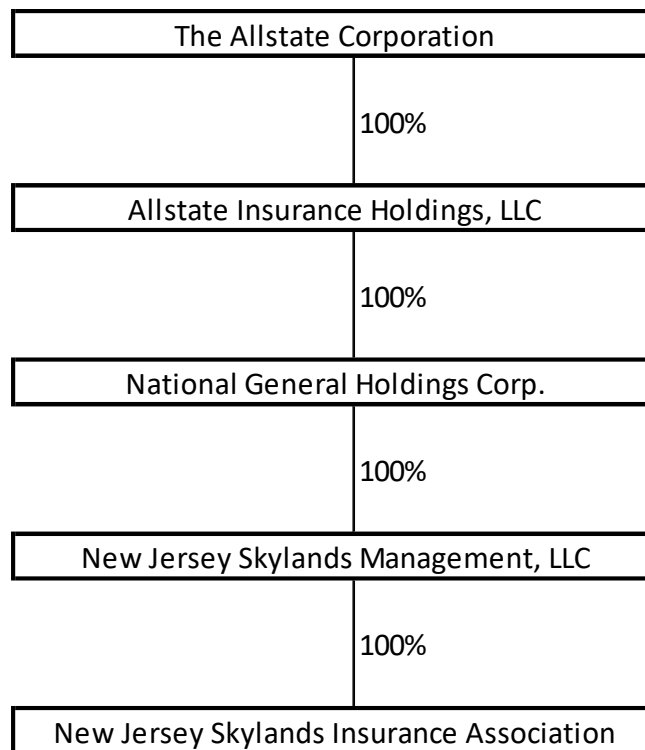 The Allstate Corporation
100%
Allstate Insurance Holdings, LLC
100%
National General Holdings Corp.
100%
New Jersey Skylands Management, LLC
100%
New Jersey Skylands Insurance Association